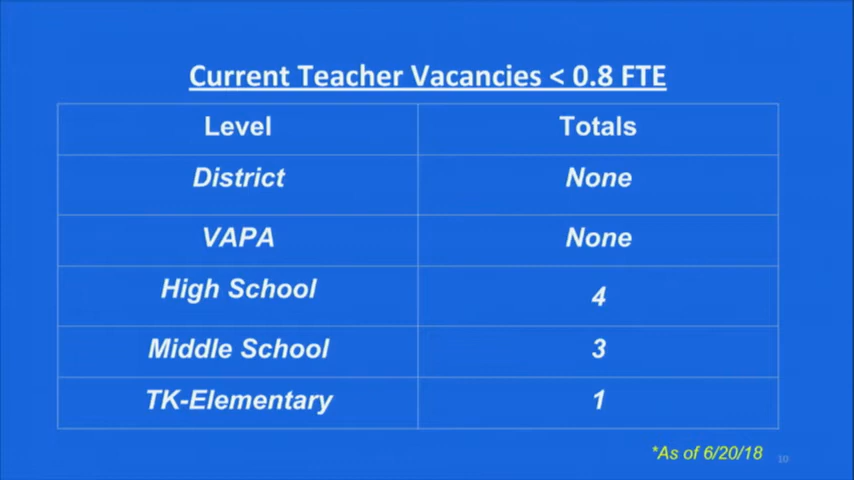 Current Teacher Vacancies < 0.8 FTE
Level Totals
District None
VAPA None
High School 4
Middle School 3
TK-Elementary 1
*As of 6/20/18
10